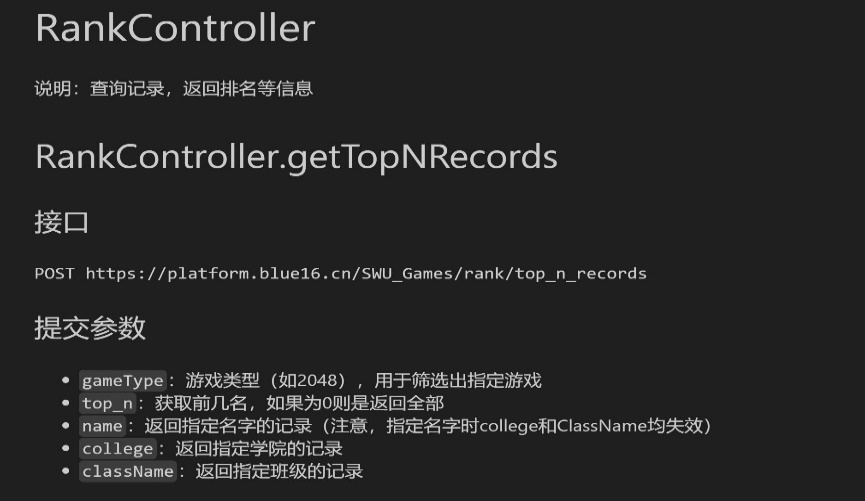 RankController
说明：查询记录，返回排名等信息
RankController.getTopNRecords
接口
POST https://platform.blue16.cn/SWU_Games/rank/top_n_records
提交参数
• gameType：游戏类型（如2048），用于筛选出指定游戏
• top_n：获取前几名，如果为0则是返回全部
• name：返回指定名字的记录（注意，指定名字时college和ClassName均失效）
• college：返回指定学院的记录
• className：返回指定班级的记录